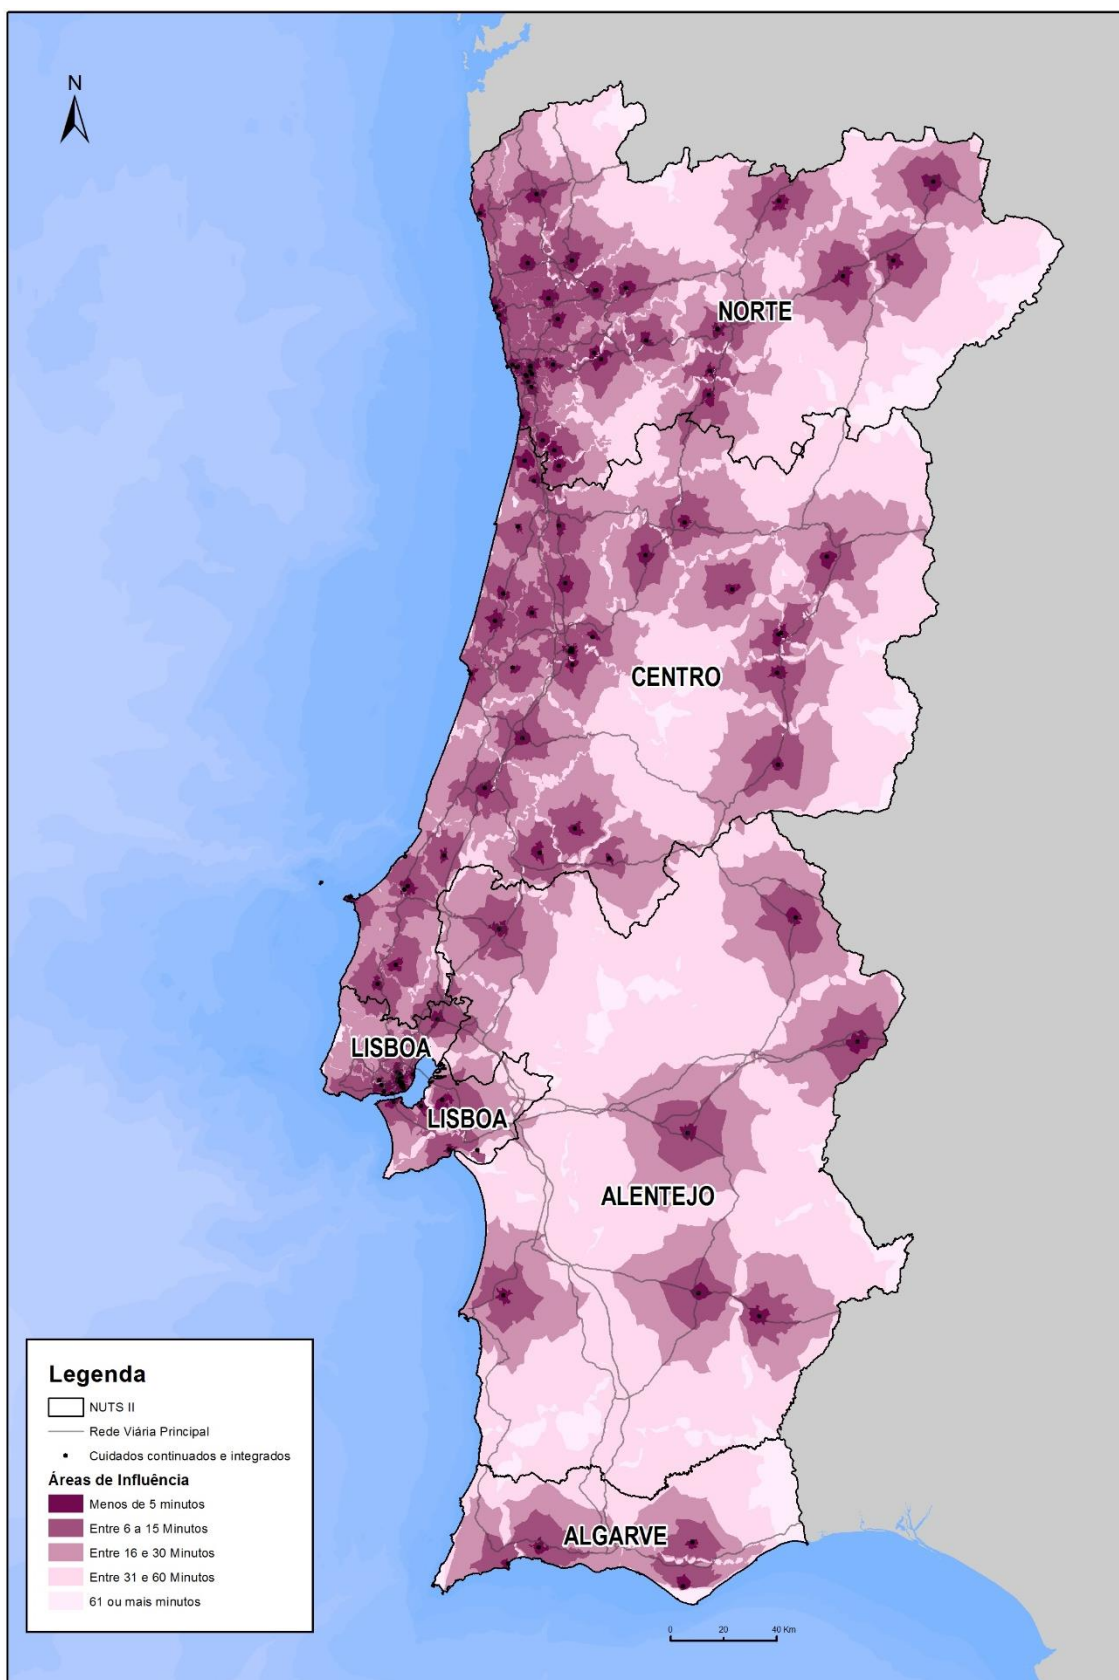 N
NORTE
CENTRO
LISBOA
LISBOA
ALENTEJO
ALGARVE
Legenda
NUTS II
Rede Viária Principal
Cuidados continuados e integrados
Áreas de Influência
Menos de 5 minutos
Entre 6 a 15 Minutos
Entre 16 e 30 Minutos
Entre 31 e 60 Minutos
61 ou mais minutos
0 20 40 Km